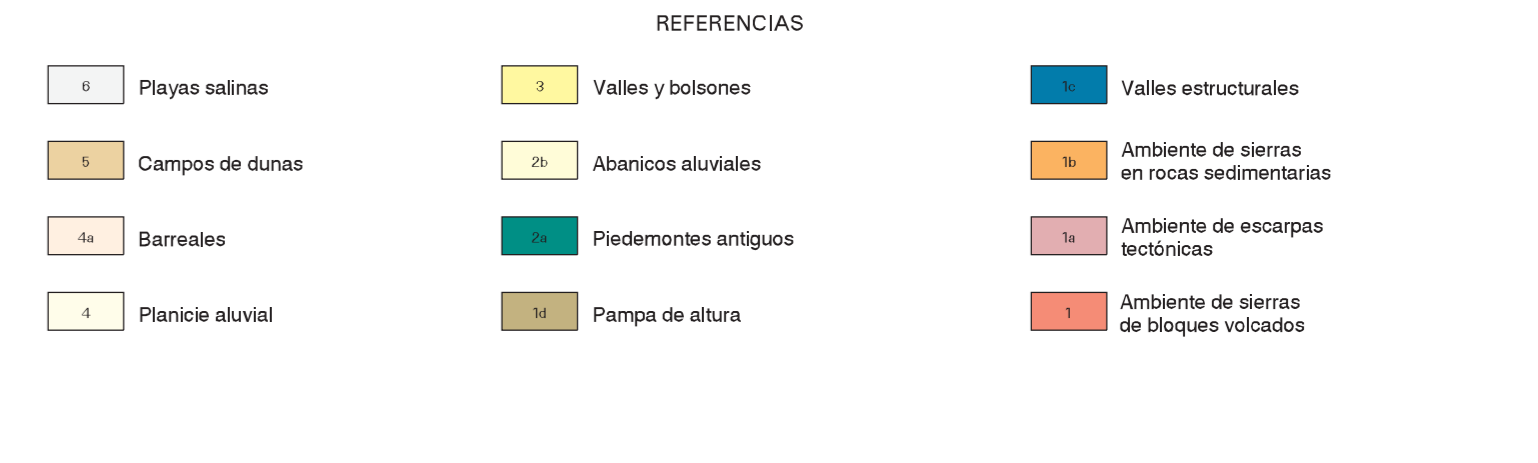 REFERENCIAS
6 Playas salinas
5 Campos de dunas
4a Barreales
4 Planicie aluvial
3 Valles y bolsones
2b Abanicos aluviales
2a Piedemontes antiguos
1d Pampa de altura
1c Valles estructurales
1b Ambiente de sierras
en rocas sedimentarias
1a Ambiente de escarpas
tectónicas
1 Ambiente de sierras
de bloques volcados